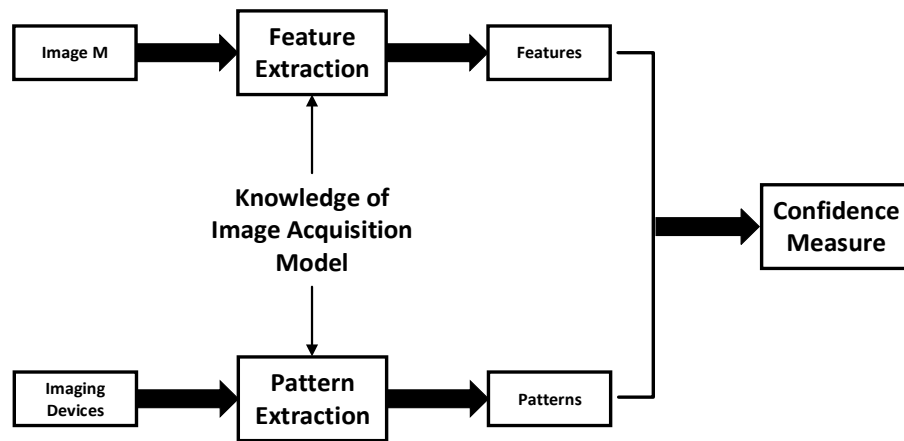 Image M
Feature
Extraction
Features
Knowledge of
Image Acquisition
Model
Confidence
Measure
Imaging
Devices
Pattern
Extraction
Patterns